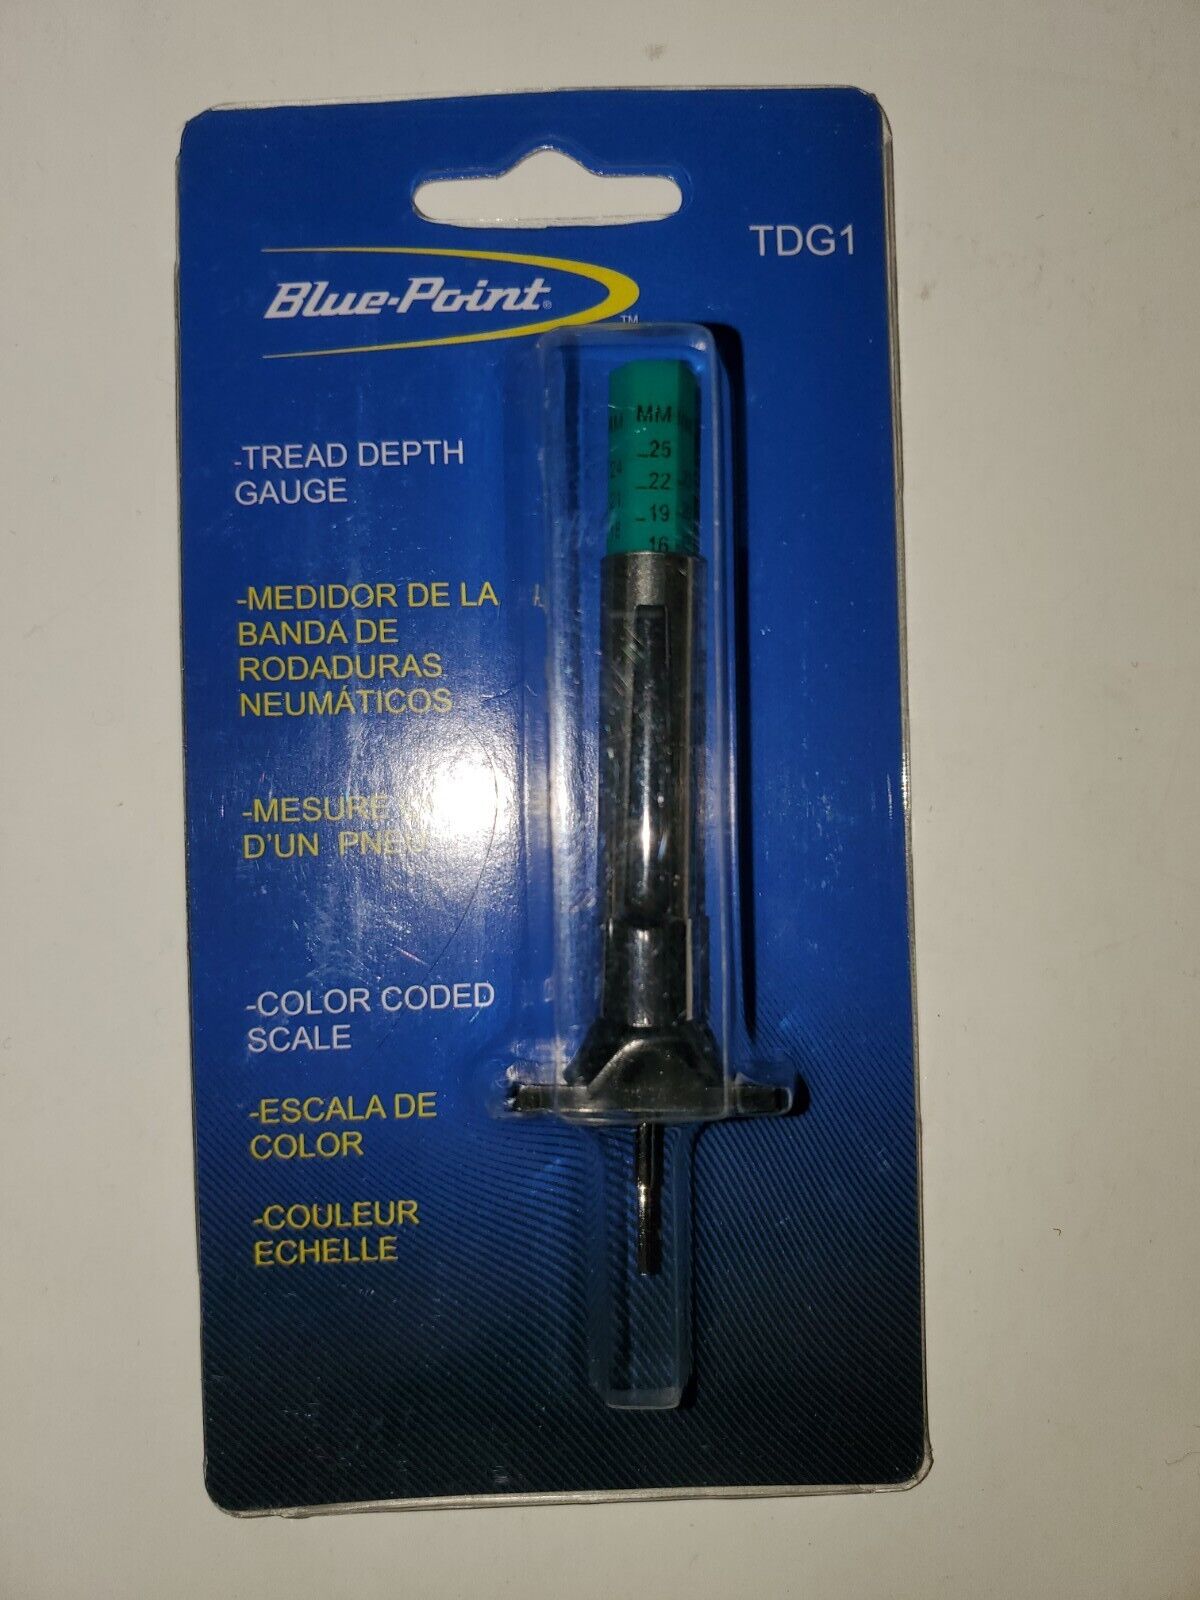 TDG1
Blue-Point®
TM
-TREAD DEPTH
GAUGE
-MEDIDOR DE LA
BANDA DE
RODADURAS
NEUMÁTICOS
-MESURE
D'UN PNEU
-COLOR CODED
SCALE
-ESCALA DE
COLOR
-COULEUR
ECHELLE
MM
25
22
19
16